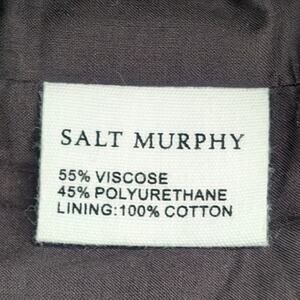 SALT MURPHY
55% VISCOSE
45% POLYURETHANE
LINING:100% COTTON